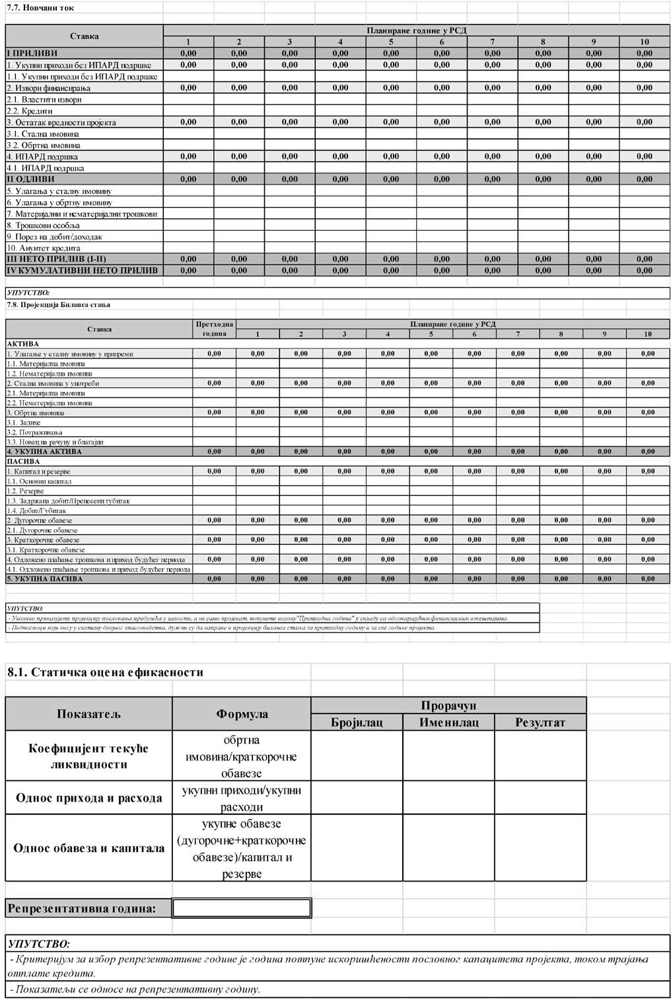 7.7. Новчани ток
Ставка Планиране године у РСД
1 2 3 4 5 6 7 8 9 10
I ПРИЛИВИ 0,00 0,00 0,00 0,00 0,00 0,00 0,00 0,00 0,00 0,00
1. Укупни приходи без ИПАРД подршке 0,00 0,00 0,00 0,00 0,00 0,00 0,00 0,00 0,00 0,00
1.1. Укупни приходи без ИПАРД подршке
2. Извори финансирања 0,00 0,00 0,00 0,00 0,00 0,00 0,00 0,00 0,00 0,00
2.1. Властити извори
2.2. Кредити
3. Остатак вредности пројекта 0,00 0,00 0,00 0,00 0,00 0,00 0,00 0,00 0,00 0,00
3.1. Стална имовина
3.2. Обртна имовина
4. ИПАРД подршка 0,00 0,00 0,00 0,00 0,00 0,00 0,00 0,00 0,00 0,00
4.1. ИПАРД подршка
II ОДЛИВИ 0,00 0,00 0,00 0,00 0,00 0,00 0,00 0,00 0,00 0,00
5. Улагања у сталну имовину
6. Улагања у обртну имовину
7. Материјални и нематеријални трошкови
8. Трошкови особља
9. Порез на добит/доходак
10. Ануитет кредита
III НЕТО ПРИЛИВ (I-II) 0,00 0,00 0,00 0,00 0,00 0,00 0,00 0,00 0,00 0,00
IV КУМУЛАТИВНИ НЕТО ПРИЛИВ 0,00 0,00 0,00 0,00 0,00 0,00 0,00 0,00 0,00 0,00
УПУТСТВО:
7.8. Пројекција Биланса стања
Ставка Претходна година Планиране године у РСД
1 2 3 4 5 6 7 8 9 10
АКТИВА
1. Улагање у сталну имовину у припреми 0,00 0,00 0,00 0,00 0,00 0,00 0,00 0,00 0,00 0,00 0,00
1.1. Материјална имовина
1.2. Нематеријална имовина
2. Стална имовина у употреби 0,00 0,00 0,00 0,00 0,00 0,00 0,00 0,00 0,00 0,00 0,00
2.1. Материјална имовина
2.2. Нематеријална имовина
3. Обртна имовина 0,00 0,00 0,00 0,00 0,00 0,00 0,00 0,00 0,00 0,00 0,00
3.1. Залихе
3.2. Потраживања
3.3. Новац на рачуну и благајни
4. УКУПНА АКТИВА 0,00 0,00 0,00 0,00 0,00 0,00 0,00 0,00 0,00 0,00 0,00
ПАСИВА
1. Капитал и резерве 0,00 0,00 0,00 0,00 0,00 0,00 0,00 0,00 0,00 0,00 0,00
1.1. Основни капитал
1.2. Резерве
1.3. Задржана добит/Пренесени губитак
1.4. Добит/Губитак
2. Дугорочне обавезе 0,00 0,00 0,00 0,00 0,00 0,00 0,00 0,00 0,00 0,00 0,00
2.1. Дугорочне обавезе
3. Краткорочне обавезе 0,00 0,00 0,00 0,00 0,00 0,00 0,00 0,00 0,00 0,00 0,00
3.1. Краткорочне обавезе
4. Одложено плаћање трошкова и приход будућег периода 0,00 0,00 0,00 0,00 0,00 0,00 0,00 0,00 0,00 0,00 0,00
4.1. Одложено плаћање трошкова и приход будућег периода
5. УКУПНА ПАСИВА 0,00 0,00 0,00 0,00 0,00 0,00 0,00 0,00 0,00 0,00 0,00
УПУТСТВО:
- Уколико приказујете пројекцију пословања предузећа у целости, а не само пројекат, попуните колону"Претходна година" у складу са одговарајућим финансијским извештајима.
- Подносиоци који нису у систему двојног књиговодства, дужни су да направе и пројекцију биланса стања за претходну годину и за све године пројекта.
8.1. Статичка оцена ефикасности
Показатељ Формула Прорачун
Бројилац Именилац Резултат
Коефицијент текуће ликвидности
обртна
имовина/краткорочне
обавезе
Однос прихода и расхода
укупни приходи/укупни
расходи
Однос обавеза и капитала
укупне обавезе
(дугорочне+краткорочне
обавезе)/капитал и
резерве
Репрезентативна година:
УПУТСТВО:
- Критеријум за избор репрезентативне године је година потпуне искоришћености пословног капацитета пројекта, током трајања
отплате кредита.
- Показатељи се односе на репрезентативну годину.